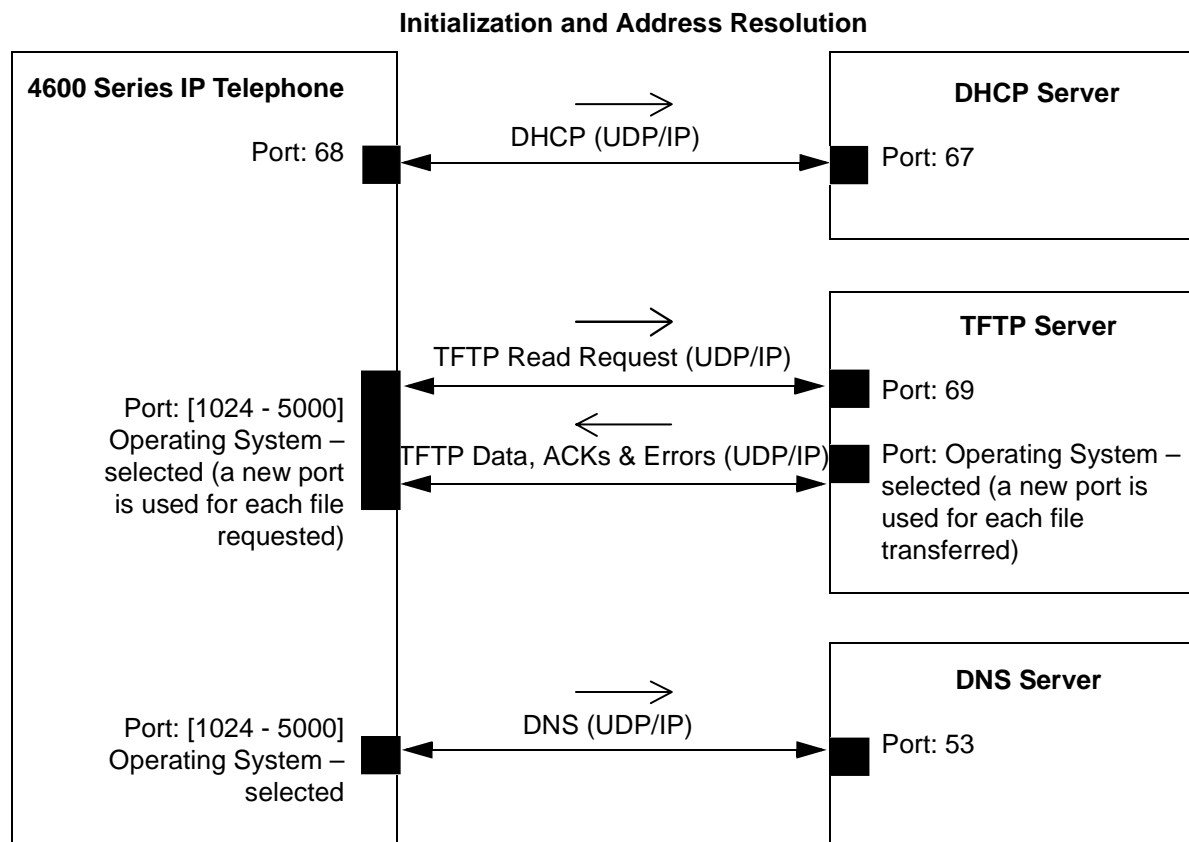 Initialization and Address Resolution
4600 Series IP Telephone
DHCP Server
DHCP (UDP/IP)
Port: 68
Port: 67
TFTP Server
TFTP Read Request (UDP/IP)
Port: 69
Port: [1024 - 5000]
Operating System –
selected (a new port
is used for each file
requested)
TFTP Data, ACKs & Errors (UDP/IP)
Port: Operating System –
selected (a new port is
used for each file
transferred)
DNS Server
DNS (UDP/IP)
Port: [1024 - 5000]
Operating System –
selected
Port: 53